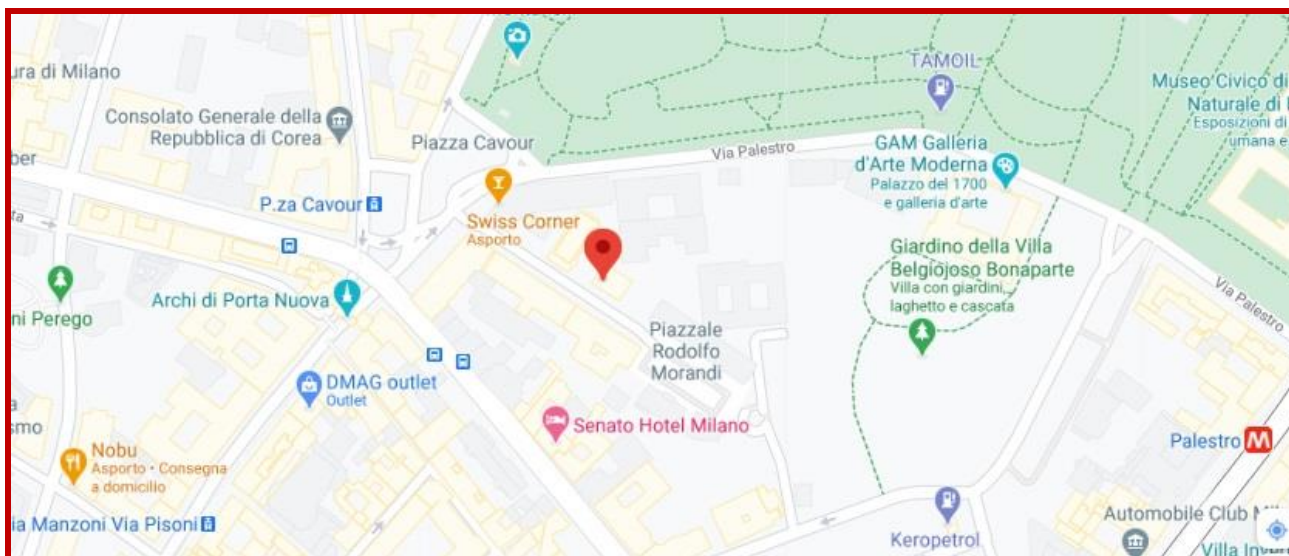 ura di Milano
Consolato Generale della
Repubblica di Corea
ber
Piazza Cavour
P.za Cavour
Swiss Corner
Asporto
Archi di Porta Nuova
ni Perego
DMAG outlet
Outlet
Nobu
Asporto • Consegna
a domicilio
ia Manzoni Via Pisoni
Senato Hotel Milano
Piazzale
Rodolfo
Morandi
Via Palestro
TAMOIL
GAM Galleria
d'Arte Moderna
Palazzo del 1700
e galleria d'arte
Museo Civico di
Naturale di
Esposizioni di
umana e
Giardino della Villa
Belgiojoso Bonaparte
Villa con giardini,
laghetto e cascata
Via Palestro
Palestro M
Keropetrol
Automobile Club
Villa